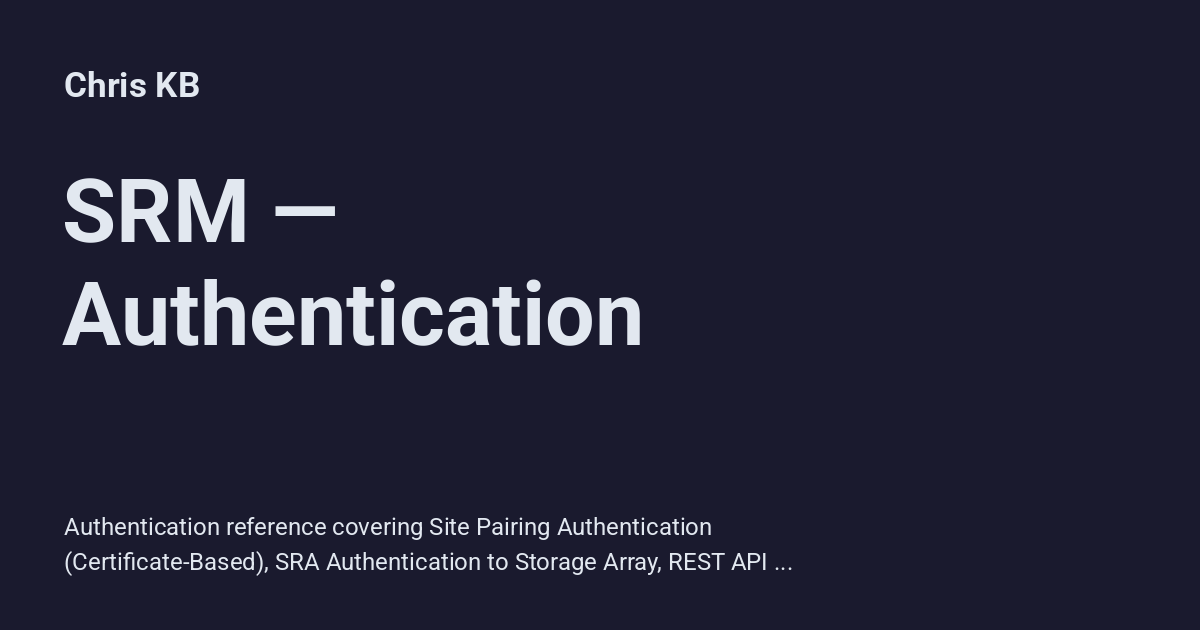 Chris KB
SRM —
Authentication
Authentication reference covering Site Pairing Authentication
(Certificate-Based), SRA Authentication to Storage Array, REST API ...